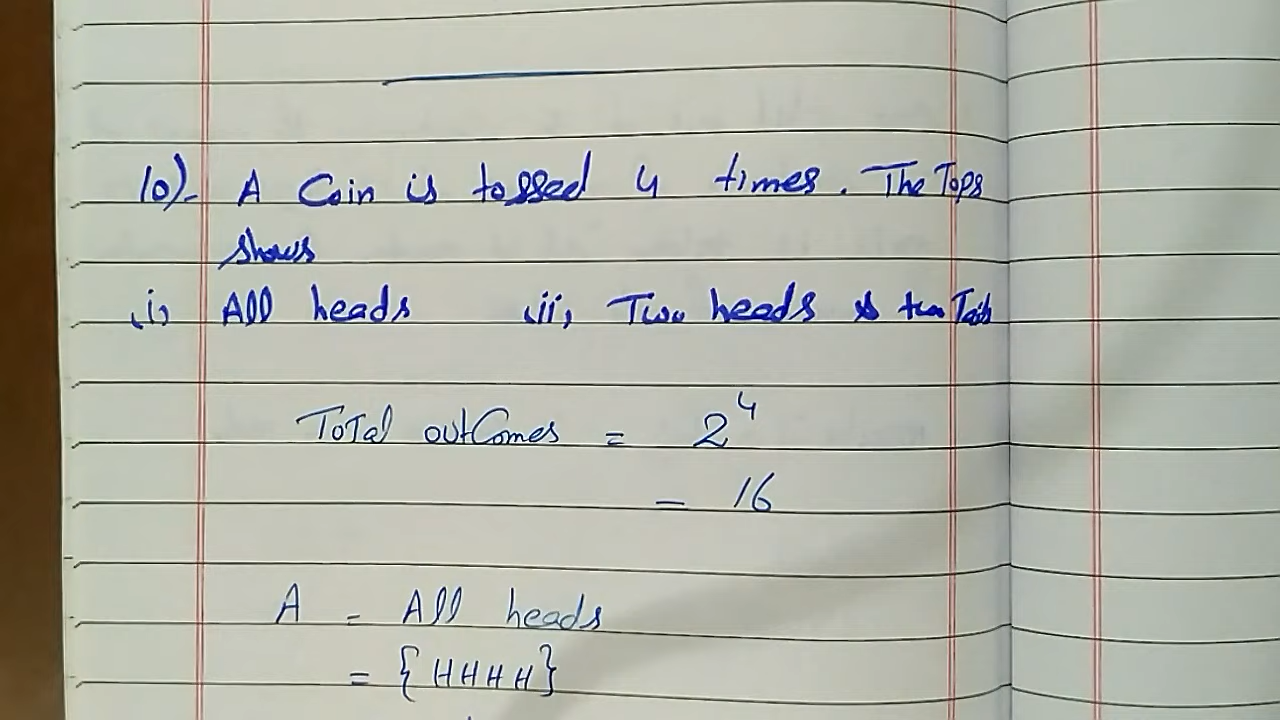 10)- A Coin is tossed 4 times. The Tops
shows
(i) All heads (ii) Two heads & two Tails
Total outComes = 2^4
= 16
A = All heads
= {HHHH}